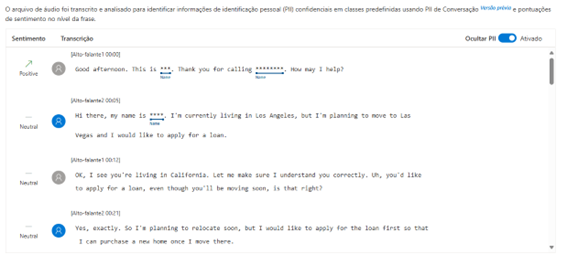 O arquivo de áudio foi transcrito e analisado para identificar informações de identificação pessoal (PII) confidenciais em classes predefinidas usando PII de Conversação Versão prévia e pontuações
de sentimento no nível da frase.
Sentimento Transcrição Ocultar PII Ativado
[Alto-falante1 00:00]
Positive
Good afternoon. This is ***. Thank you for calling ********. How may I help?
Name Name
[Alto-falante2 00:05]
Neutral
Hi there, my name is ****. I'm currently living in Los Angeles, but I'm planning to move to Las
Name
Vegas and I would like to apply for a loan.
[Alto-falante1 00:12]
Neutral
OK, I see you're living in California. Let me make sure I understand you correctly. Uh, you'd like
to apply for a loan, even though you'll be moving soon, is that right?
[Alto-falante2 00:21]
Neutral
Yes, exactly. So I'm planning to relocate soon, but I would like to apply for the loan first so that
I can purchase a new home once I move there.